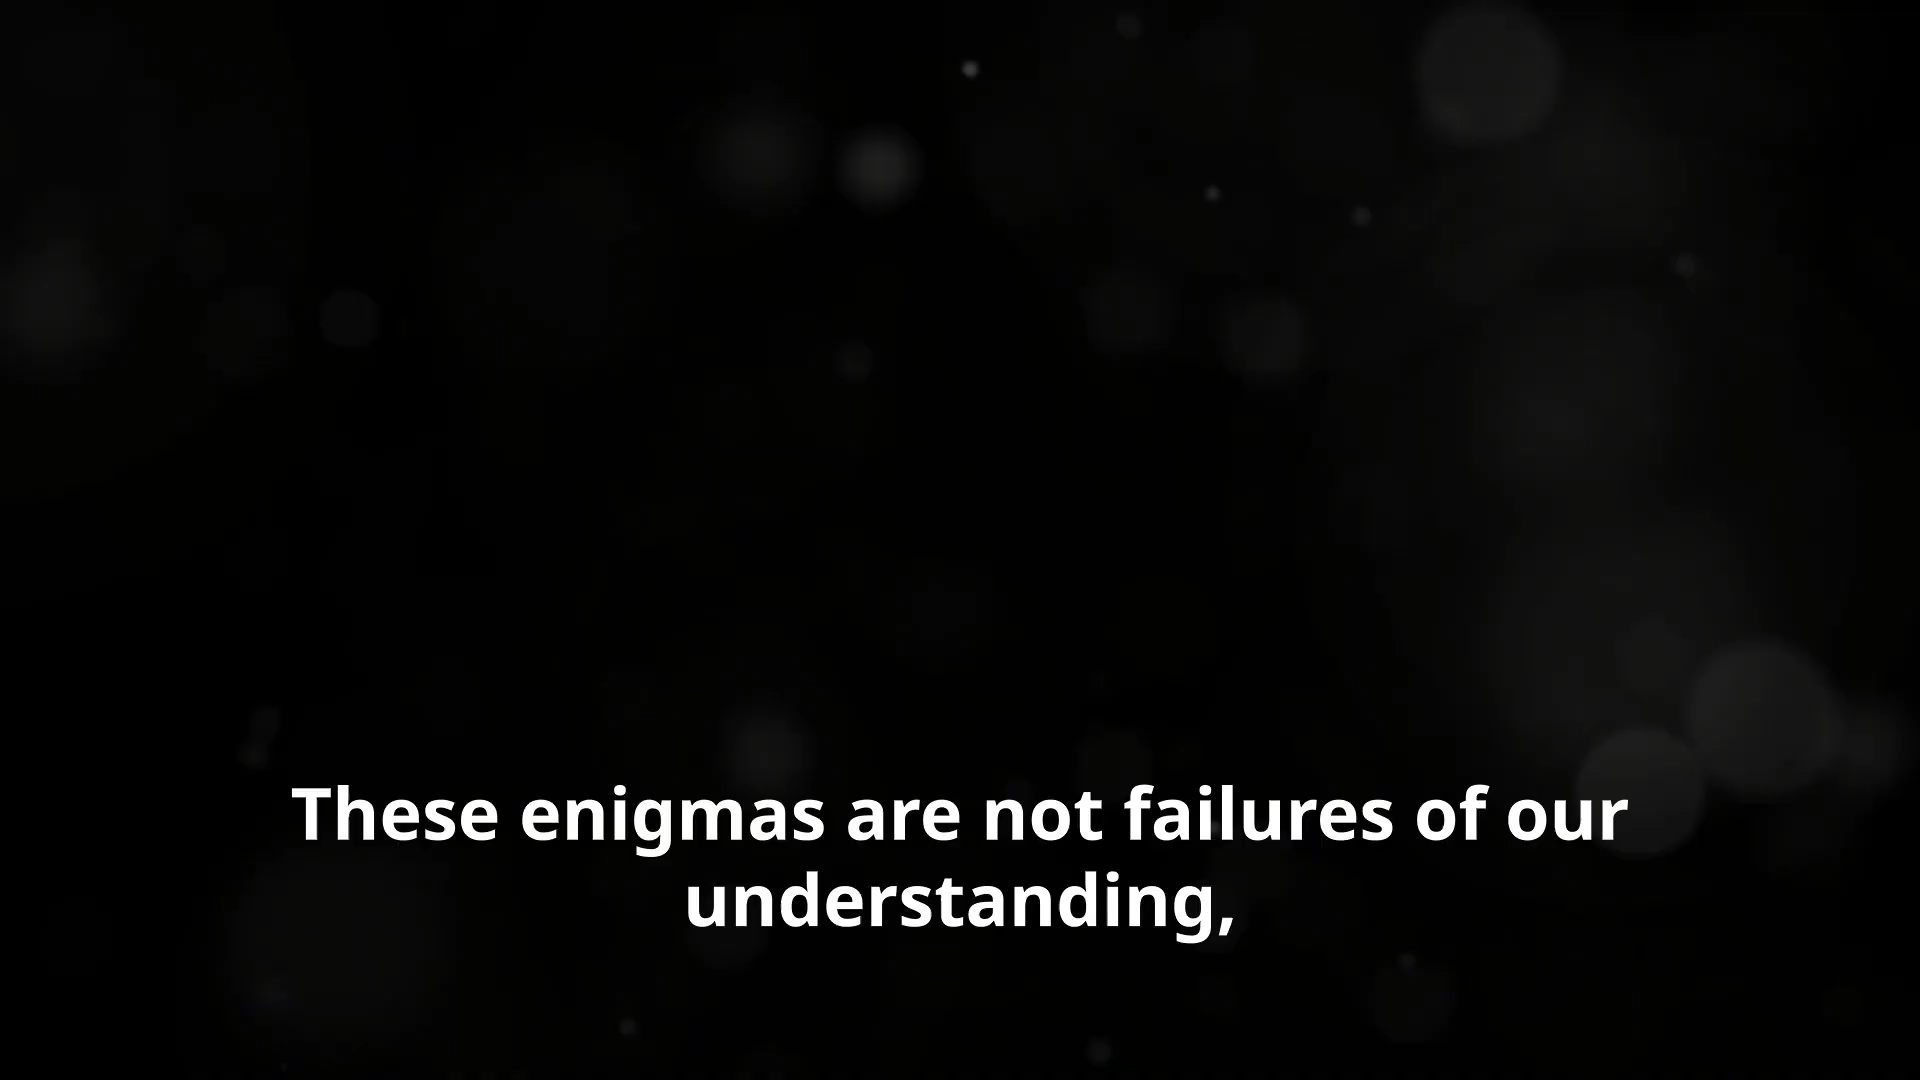 These enigmas are not failures of our
understanding,